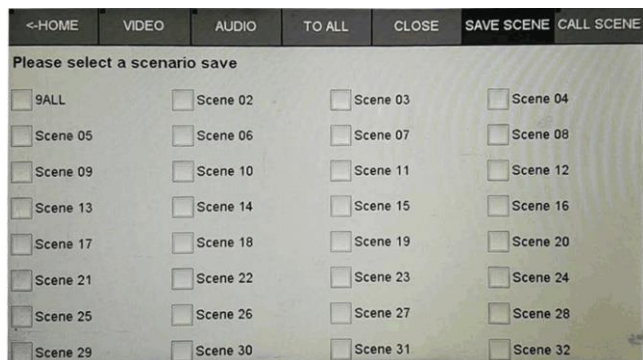 <-HOME VIDEO AUDIO TO ALL CLOSE SAVE SCENE CALL SCENE
Please select a scenario save
9ALL Scene 02 Scene 03 Scene 04
Scene 05 Scene 06 Scene 07 Scene 08
Scene 09 Scene 10 Scene 11 Scene 12
Scene 13 Scene 14 Scene 15 Scene 16
Scene 17 Scene 18 Scene 19 Scene 20
Scene 21 Scene 22 Scene 23 Scene 24
Scene 25 Scene 26 Scene 27 Scene 28
Scene 29 Scene 30 Scene 31 Scene 32